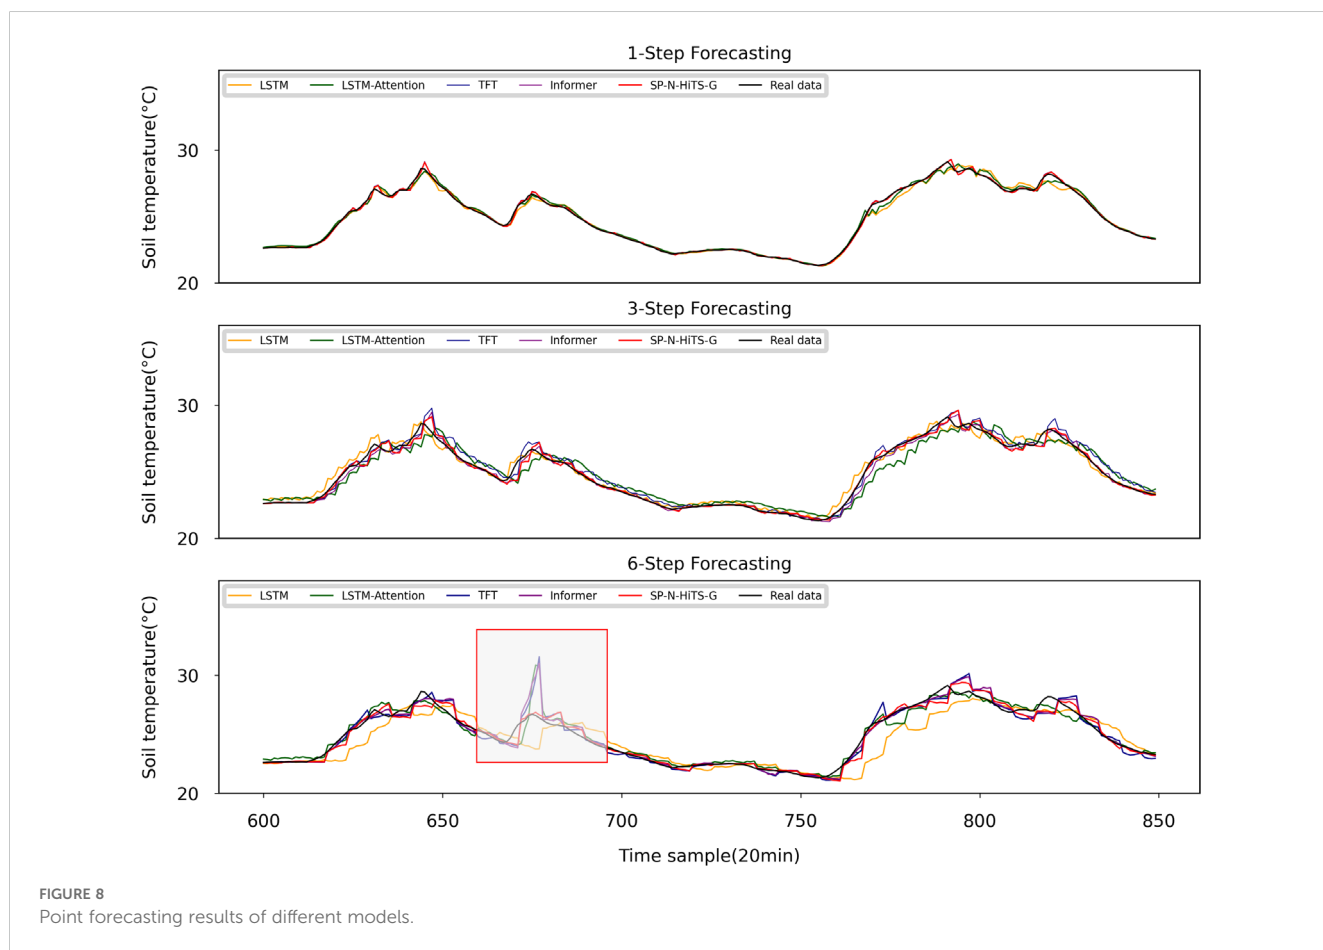 1-Step Forecasting
LSTM LSTM-Attention TFT Informer SP-N-HiTS-G Real data
Soil temperature(°C)
30
20
3-Step Forecasting
LSTM LSTM-Attention TFT Informer SP-N-HiTS-G Real data
Soil temperature(°C)
30
20
6-Step Forecasting
LSTM LSTM-Attention TFT Informer SP-N-HiTS-G Real data
Soil temperature(°C)
30
20
600 650 700 750 800 850
Time sample(20min)
FIGURE 8
Point forecasting results of different models.